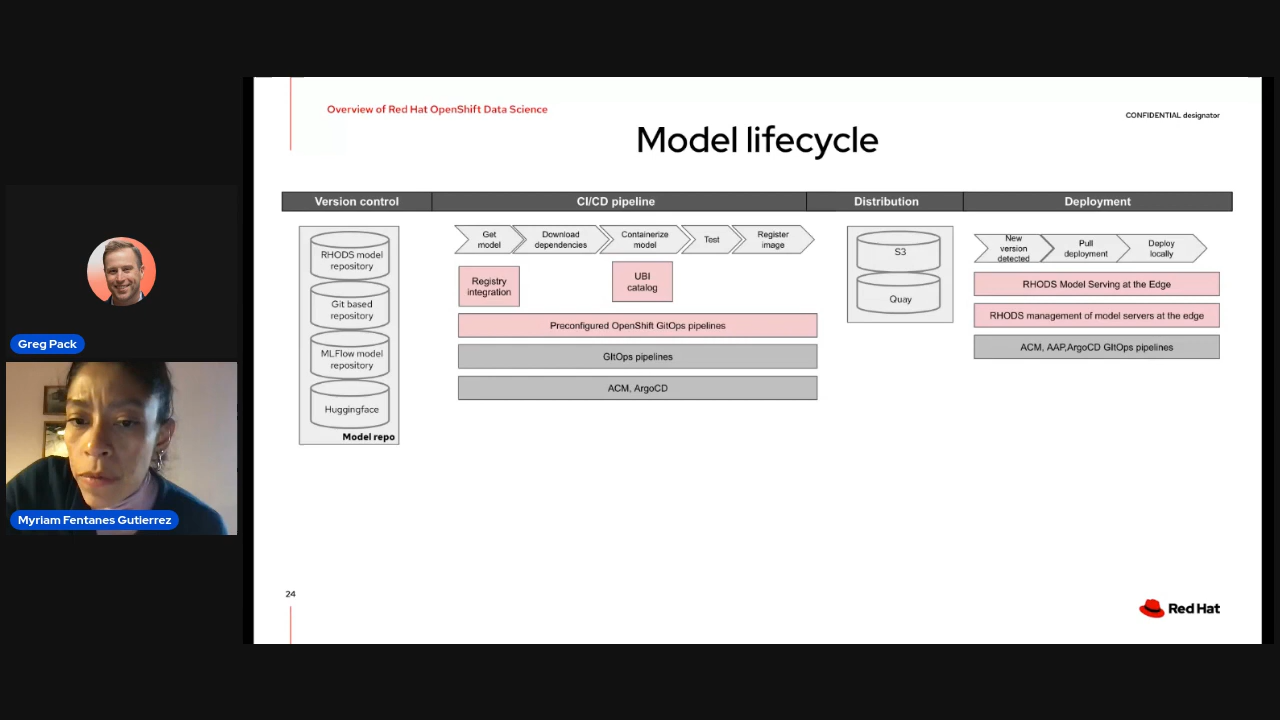 Overview of Red Hat OpenShift Data Science
CONFIDENTIAL designator
Model lifecycle
Version control
CI/CD pipeline
Distribution
Deployment
RHODS model
repository
Git based
repository
MLFlow model
repository
Huggingface
Model repo
Get
model
Download
dependencies
Containerize
model
Test
Register
image
Registry
integration
UBI
catalog
Preconfigured OpenShift GitOps pipelines
GItOps pipelines
ACM, ArgoCD
S3
Quay
New
version
detected
Pull
deployment
Deploy
locally
RHODS Model Serving at the Edge
RHODS management of model servers at the edge
ACM, AAP,ArgoCD GItOps pipelines
Greg Pack
Myriam Fentanes Gutierrez
24
Red Hat